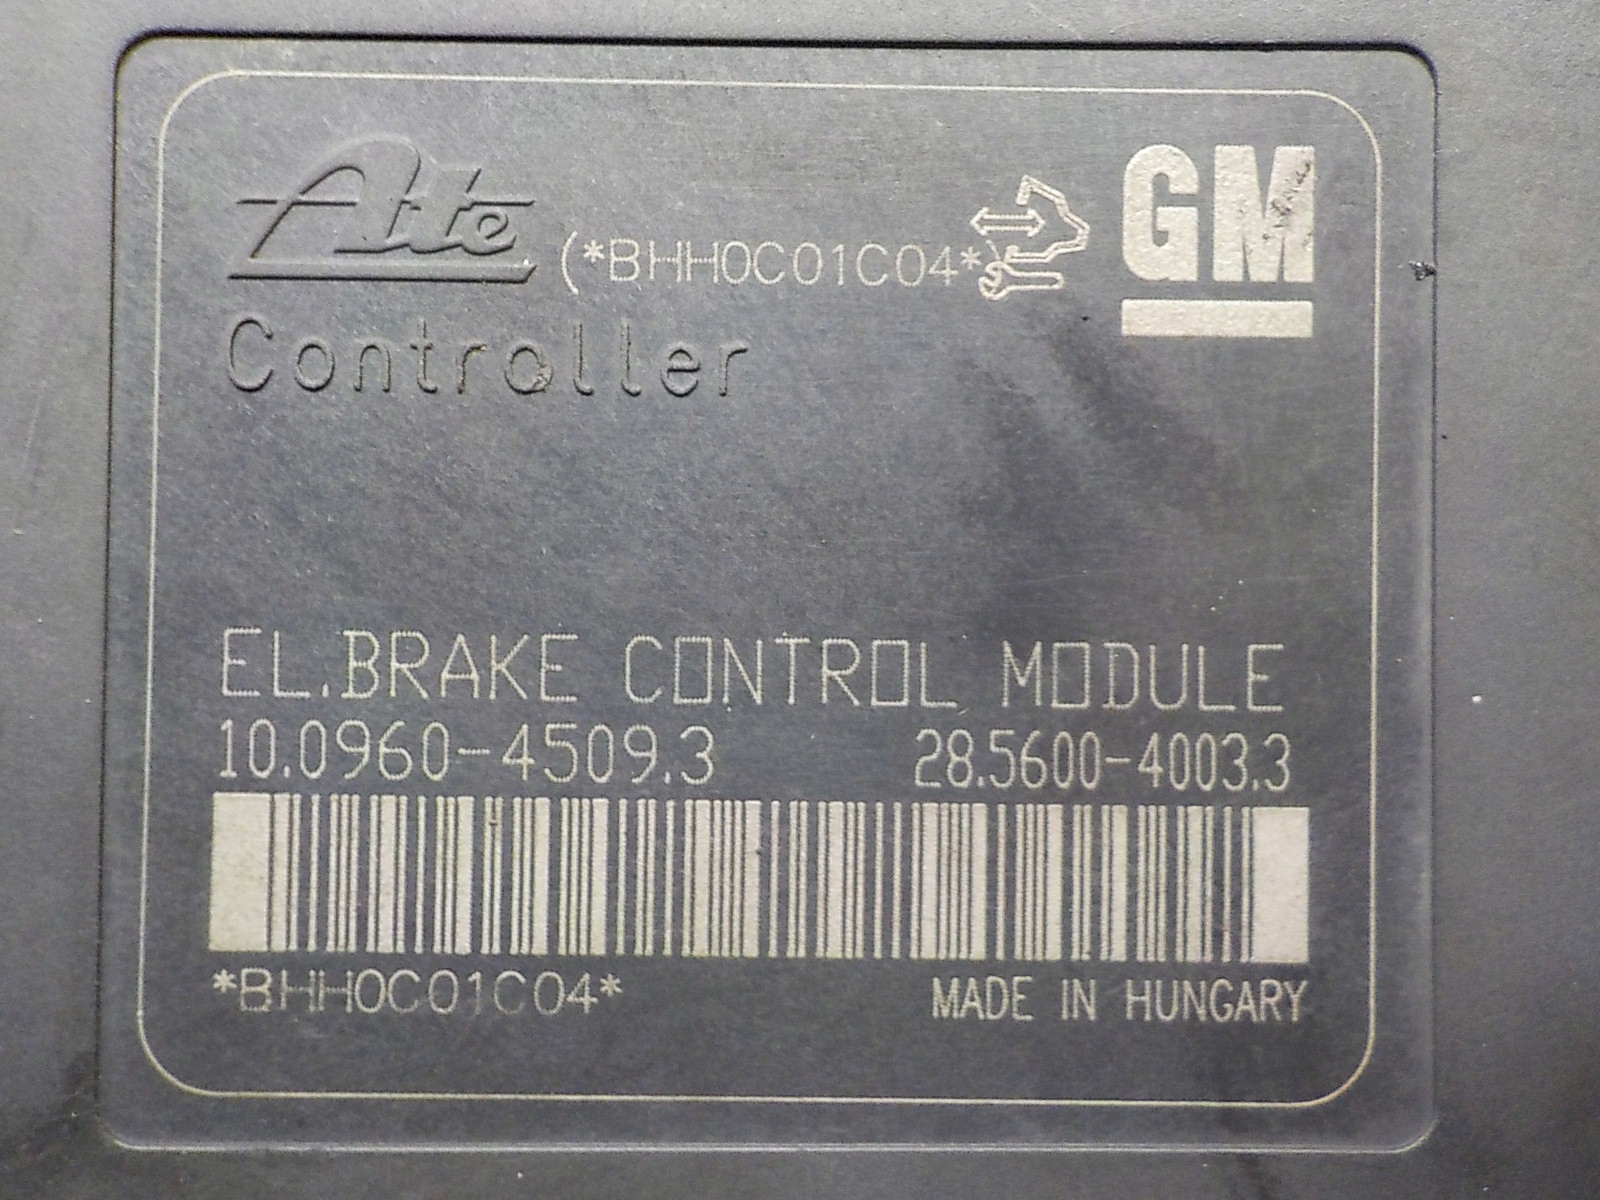 Ate (*BHH0C01C04*) GM
Controller
EL.BRAKE CONTROL MODULE
10.0960-4509.3 28.5600-4003.3
*BHH0C01C04* MADE IN HUNGARY